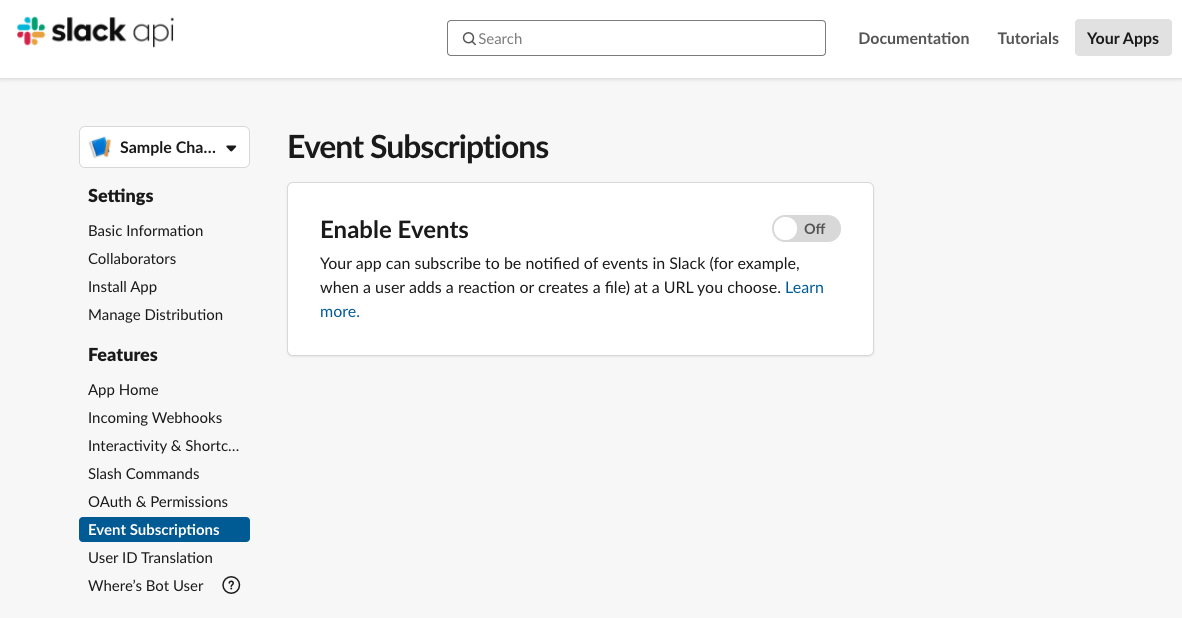 slack api
Search
Documentation
Tutorials
Your Apps
Sample Cha...
Settings
Basic Information
Collaborators
Install App
Manage Distribution
Features
App Home
Incoming Webhooks
Interactivity & Shortc...
Slash Commands
OAuth & Permissions
Event Subscriptions
User ID Translation
Where’s Bot User ?
Event Subscriptions
Enable Events
Off
Your app can subscribe to be notified of events in Slack (for example,
when a user adds a reaction or creates a file) at a URL you choose. Learn
more.